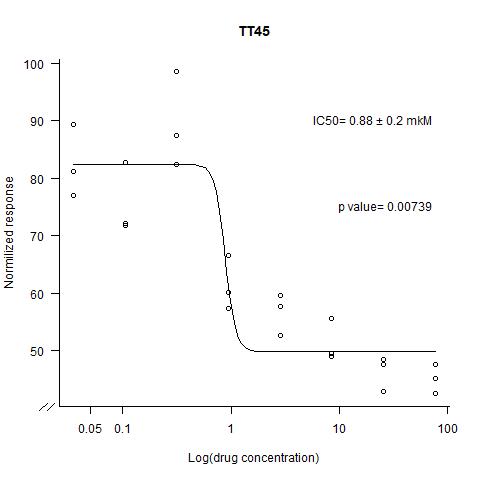 TT45
100
90
80
70
60
50
Normilized response
IC50= 0.88 ± 0.2 mkM
p value= 0.00739
0.05 0.1 1 10 100
Log(drug concentration)